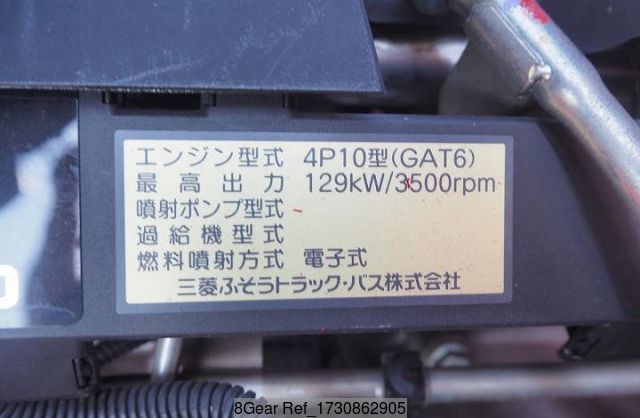 エンジン型式 4P10型(GAT6)
最高出力 129kW/3500rpm
噴射ポンプ型式 -
過給機型式
燃料噴射方式 電子式
三菱ふそうトラック・バス株式会社
8Gear Ref_1730862905